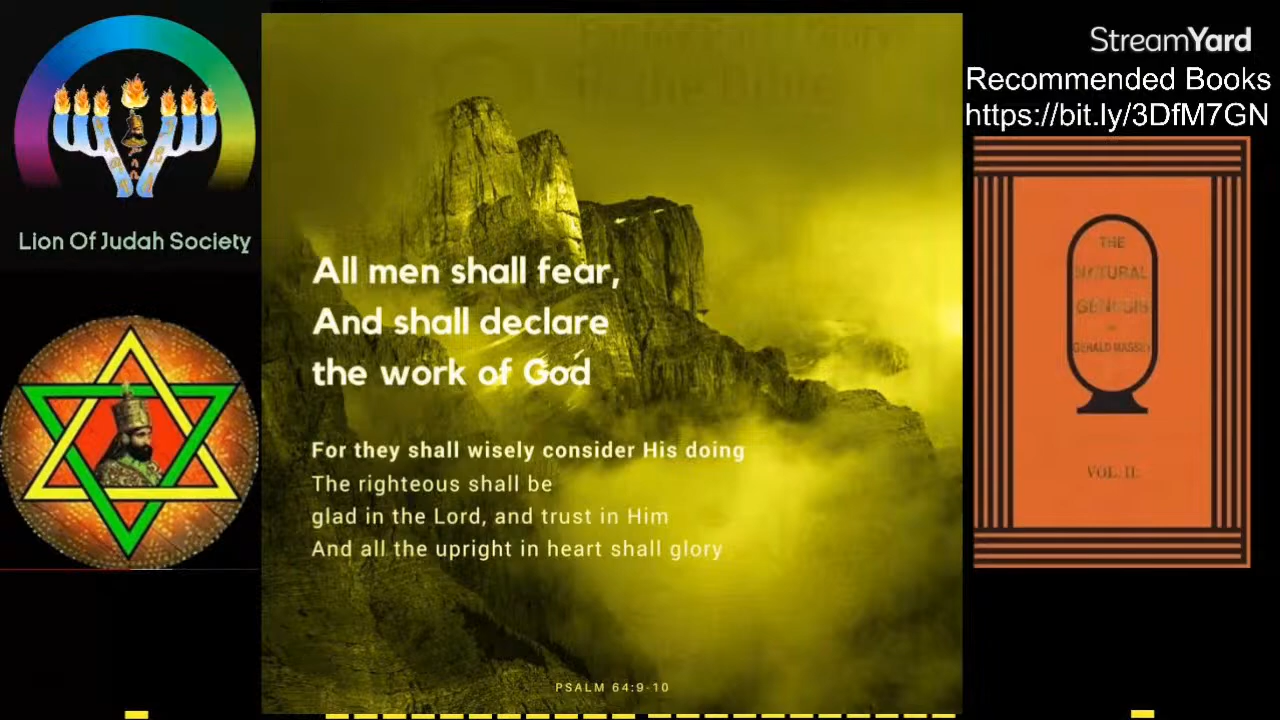 StreamYard
Recommended Books
https://bit.ly/3DfM7GN
Lion Of Judah Society
All men shall fear,
And shall declare
the work of God
For they shall wisely consider His doing
The righteous shall be
glad in the Lord, and trust in Him
And all the upright in heart shall glory
PSALM 64:9-10
THE
NATURAL
GENESIS
GERALD MASSEY
VOL. II.